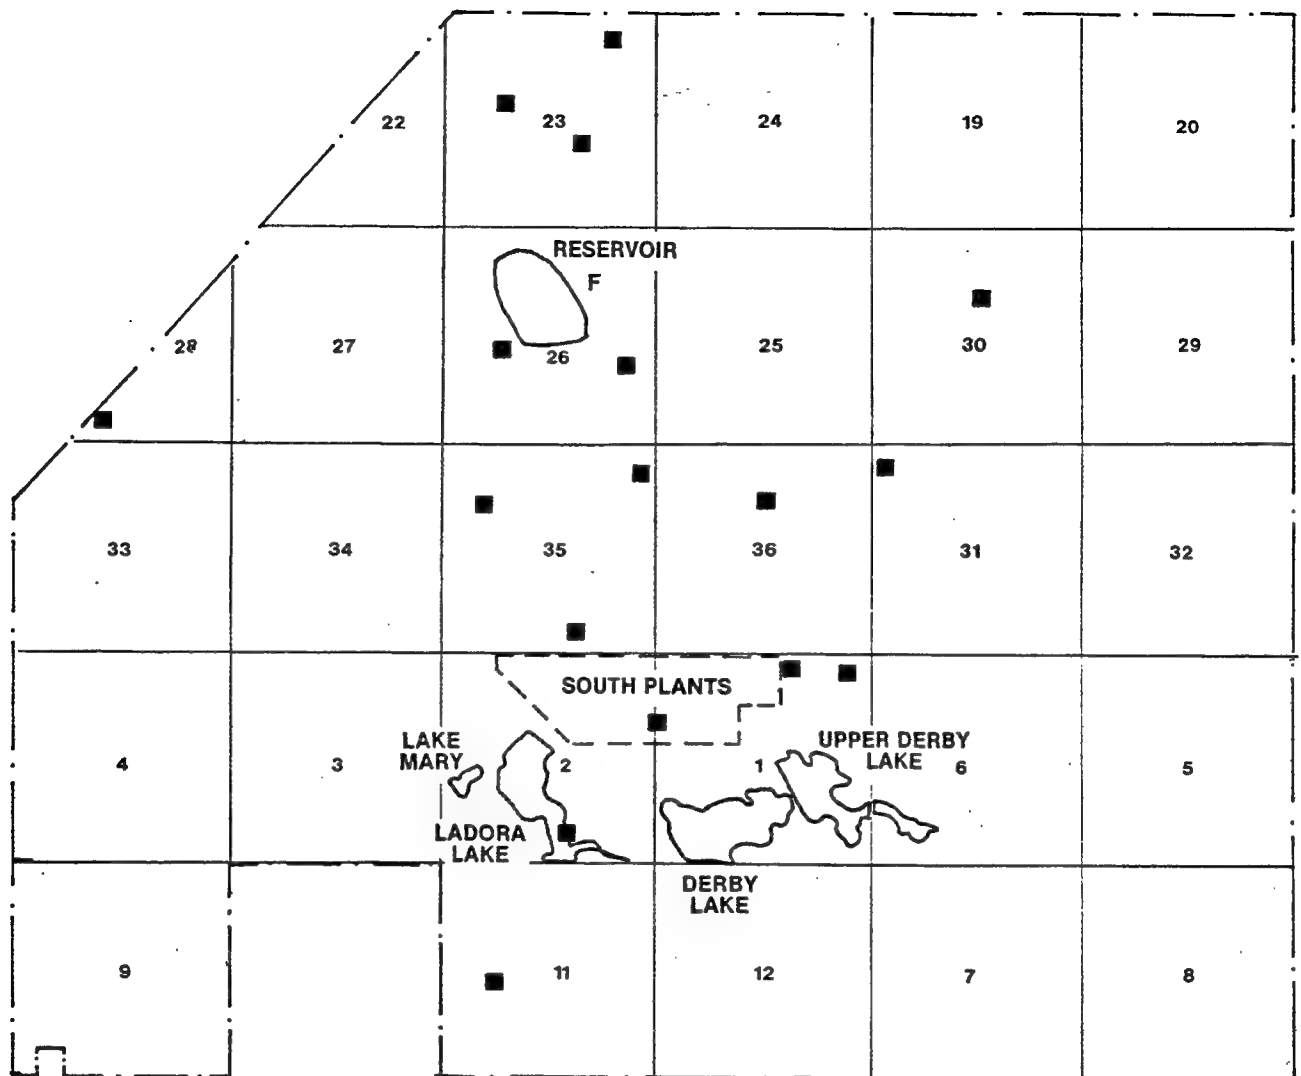 22
23
24
19
20
RESERVOIR
F
28
27
26
25
30
29
33
34
35
36
31
32
SOUTH PLANTS
LAKE
MARY
UPPER DERBY
LAKE
4
3
2
1
6
5
LADORA
LAKE
DERBY
LAKE
9
11
12
7
8